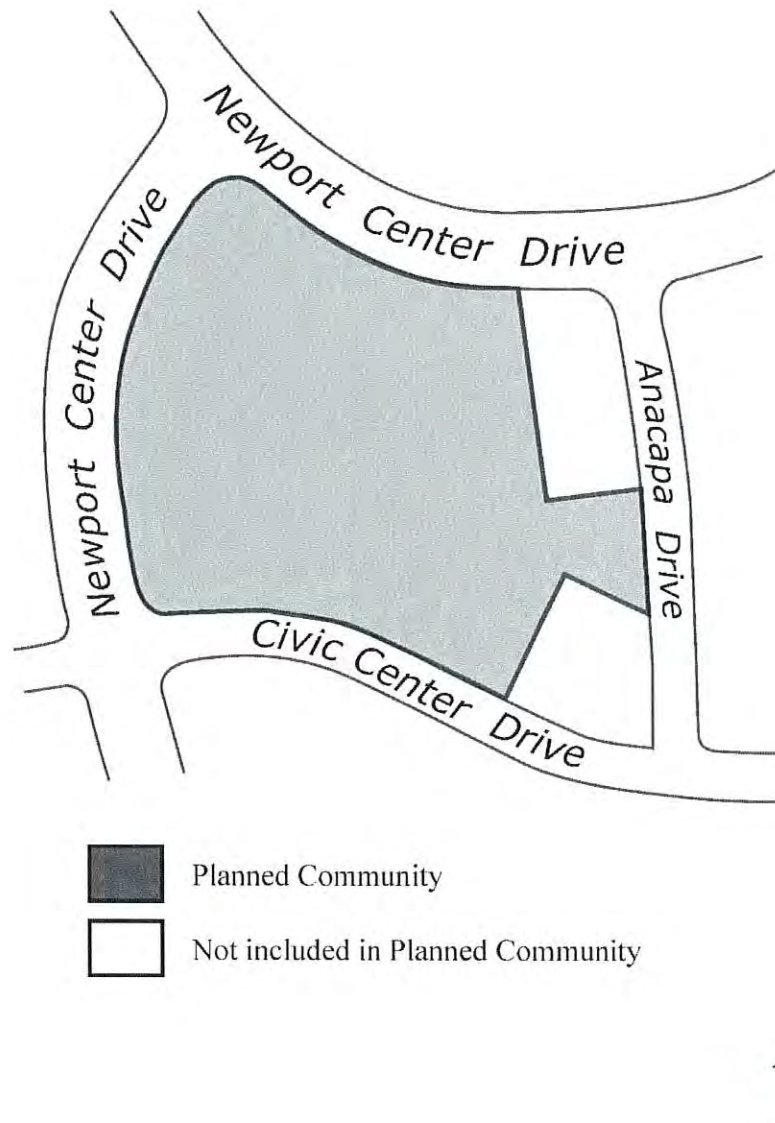 Newport Center Drive
Newport Center Drive
Anacapa Drive
Civic Center Drive
Planned Community
Not included in Planned Community